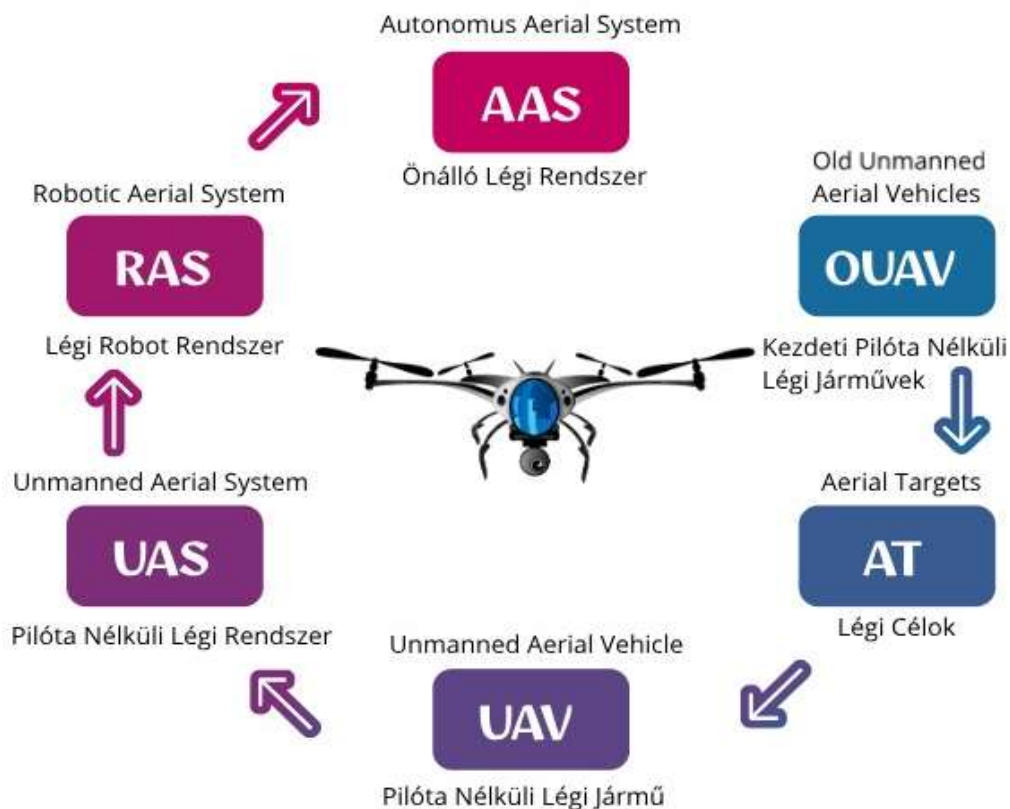 Autonomus Aerial System
AAS
Önálló Légi Rendszer
Old Unmanned
Aerial Vehicles
OUAV
Kezdeti Pilóta Nélküli
Légi Járművek
Aerial Targets
AT
Légi Célok
Unmanned Aerial Vehicle
UAV
Pilóta Nélküli Légi Jármű
Unmanned Aerial System
UAS
Pilóta Nélküli Légi Rendszer
Robotic Aerial System
RAS
Légi Robot Rendszer